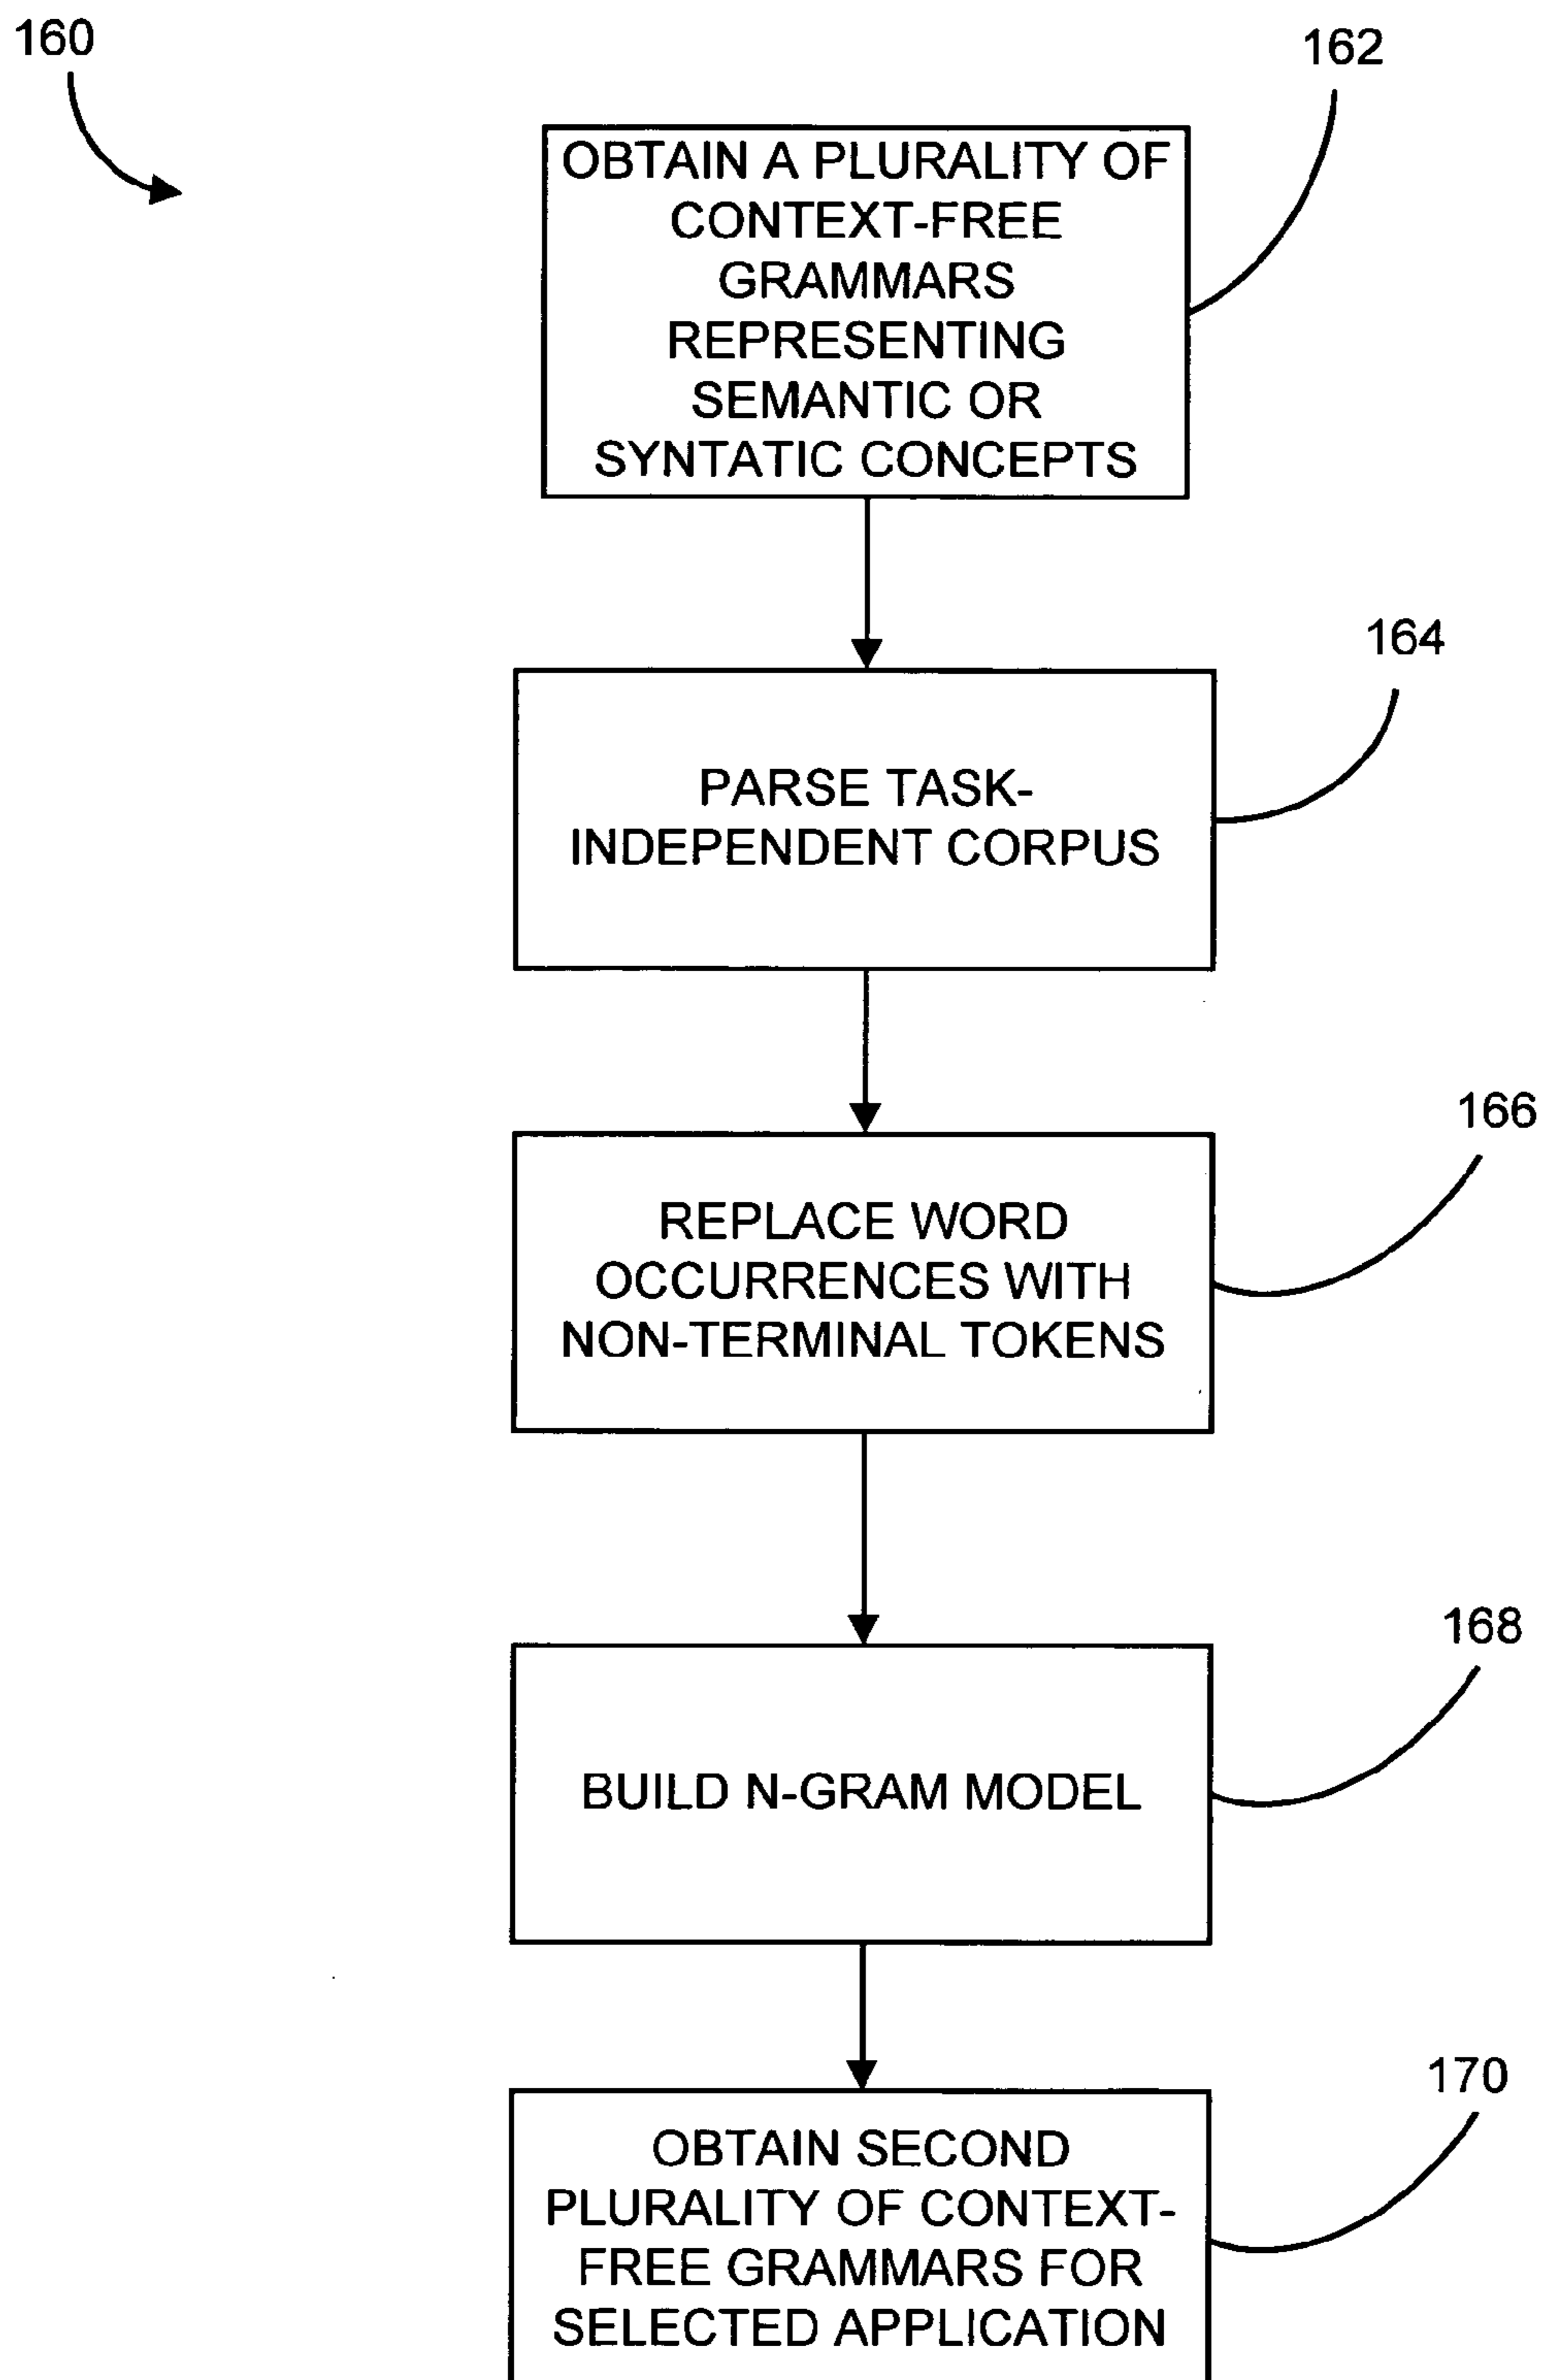 160
162
OBTAIN A PLURALITY OF
CONTEXT-FREE
GRAMMARS
REPRESENTING
SEMANTIC OR
SYNTATIC CONCEPTS
164
PARSE TASK-
INDEPENDENT CORPUS
166
REPLACE WORD
OCCURRENCES WITH
NON-TERMINAL TOKENS
168
BUILD N-GRAM MODEL
170
OBTAIN SECOND
PLURALITY OF CONTEXT-
FREE GRAMMARS FOR
SELECTED APPLICATION